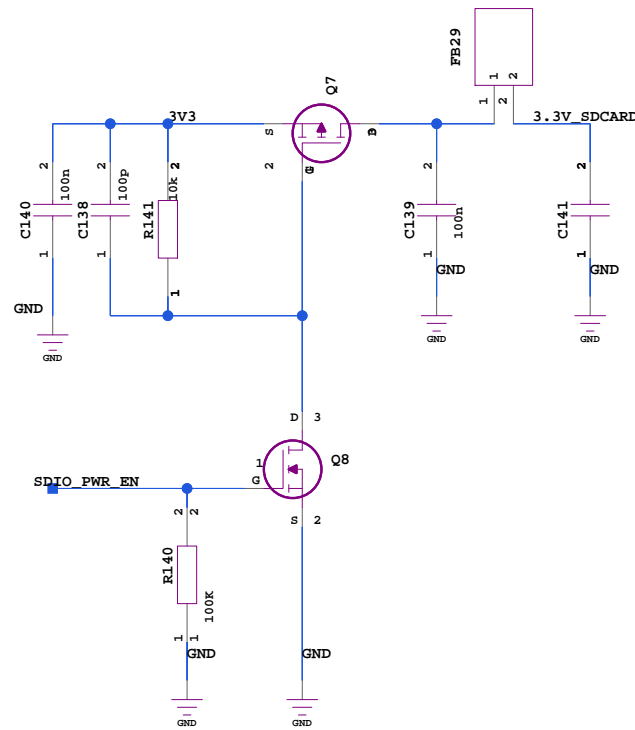 FB29
1 2
1 2
Q7
3V3
S
D
3.3V_SDCARD
2
G
C140
2
100n
1
C138
2
100p
1
R141
2
10k
1
C139
2
100n
1
C141
2
1
GND
GND
GND
GND
GND
GND
D 3
1
G
Q8
S 2
SDIO_PWR_EN
2 2
R140
100K
1 1
GND
GND
GND
GND